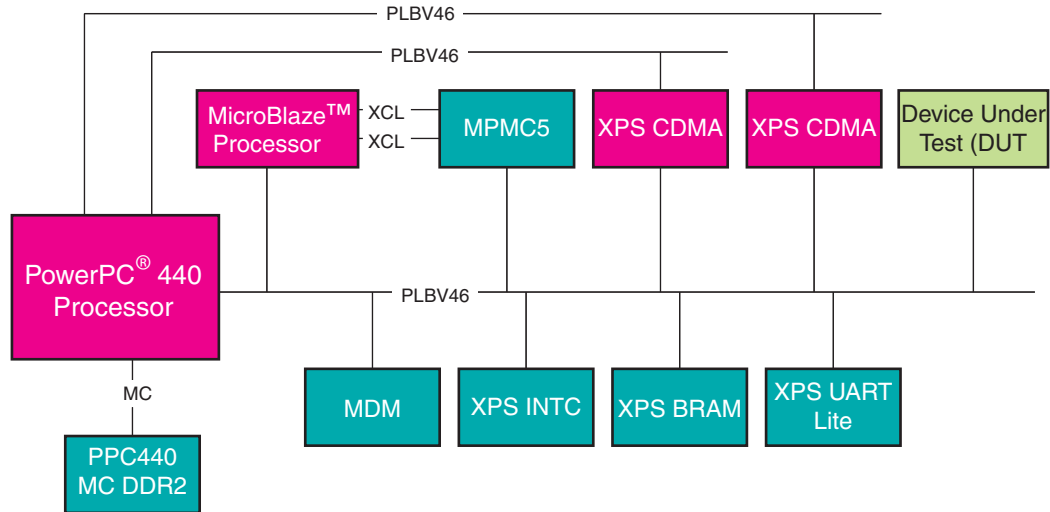 PLBV46
PLBV46
MicroBlaze™
Processor
XCL
XCL
MPMC5
XPS CDMA
XPS CDMA
Device Under
Test (DUT
PowerPC® 440
Processor
PLBV46
MC
MDM
XPS INTC
XPS BRAM
XPS UART
Lite
PPC440
MC DDR2